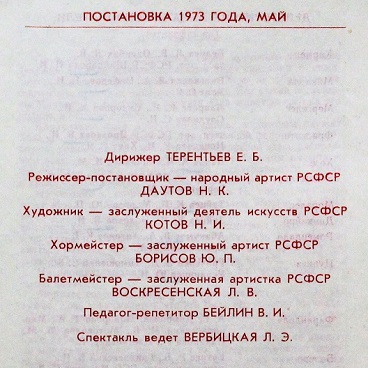 ПОСТАНОВКА 1973 ГОДА, МАЙ
Дирижер ТЕРЕНТЬЕВ Е. Б.
Режиссер-постановщик — народный артист РСФСР
ДАУТОВ Н. К.
Художник — заслуженный деятель искусств РСФСР
КОТОВ Н. И.
Хормейстер — заслуженный артист РСФСР
БОРИСОВ Ю. П.
Балетмейстер — заслуженная артистка РСФСР
ВОСКРЕСЕНСКАЯ Л. В.
Педагог-репетитор БЕЙЛИН В. И.
Спектакль ведет ВЕРБИЦКАЯ Л. Э.